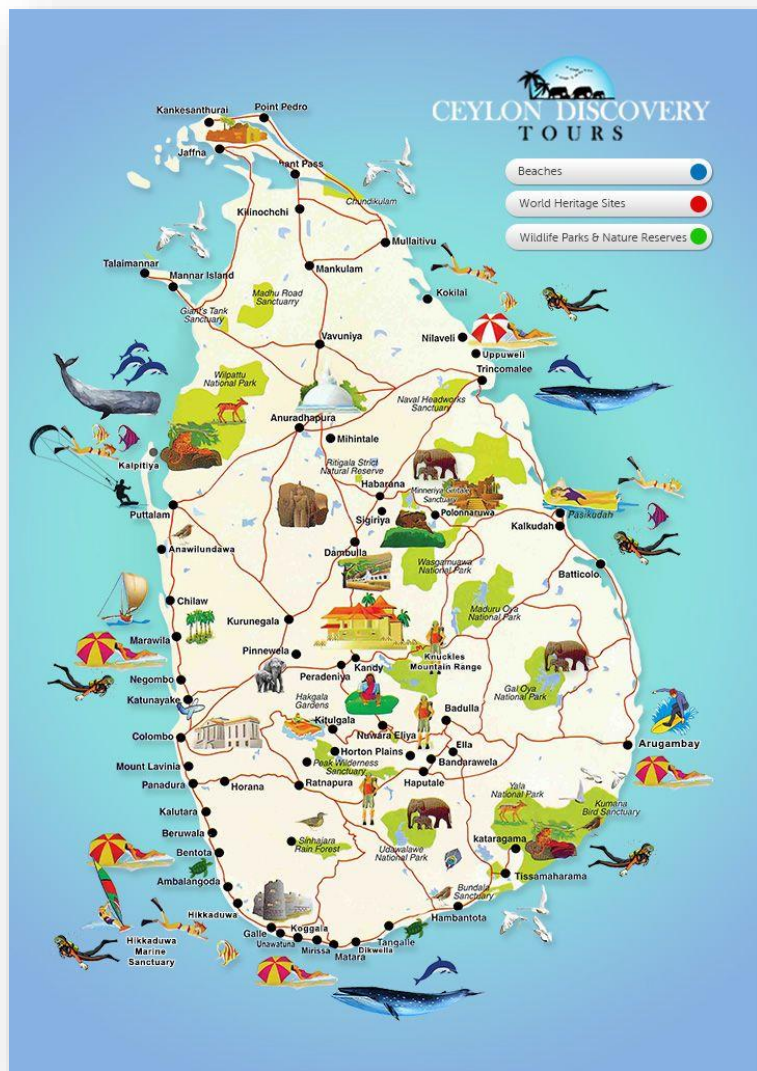 CEYLON DISCOVERY
TOURS
Beaches
World Heritage Sites
Wildlife Parks & Nature Reserves
Kankesanthurai
Point Pedro
Jaffna
hant Pass
Chundikulam
Kilinochchi
Mullaitivu
Talaimannar
Mannar Island
Mankulam
Madhu Road
Sanctuarry
Kokilai
Giant's Tank
Sanctuary
Vavuniya
Nilaveli
Uppuweli
Trincomalee
Wilpattu
National Park
Naval Headworks
Sanctuary
Anuradhapura
Mihintale
Kalpitiya
Ritigala Strict
Natural Reserve
Habarana
Minneriya Giritale
Sanctuary
Puttalam
Sigiriya
Polonnaruwa
Pasikudah
Kalkudah
Anawilundawa
Dambulla
Wasgamuawa
National Park
Batticolo.
Chilaw
Maduru Oya
National Park
Kurunegala
Marawila
Pinnewela
Knuckles
Mountain Range
Kandy
Peradeniya
Negombo
Katunayake
Hakgala
Gardens
Gal Oya
National Park
Kitulgala
Badulla
Colombo
Nuwara Eliya
Arugambay
Horton Plains
Ella
Bandarawela
Mount Lavinia
Peak Wilderness
Sanctuary
Haputale
Panadura
Horana
Ratnapura
Yala
National Park
Kumana
Bird Sanctuary
Kalutara
Beruwala
Sinhajara
Rain Forest
Udawalawe
National Park
kataragama
Bentota
Tissamaharama
Ambalangoda
Bundala
Sanctuary
Hikkaduwa
Hambantota
Galle
Koggala
Unawatuna
Mirissa
Matara
Dikwella
Tangalle
Hikkaduwa
Marine
Sanctuary